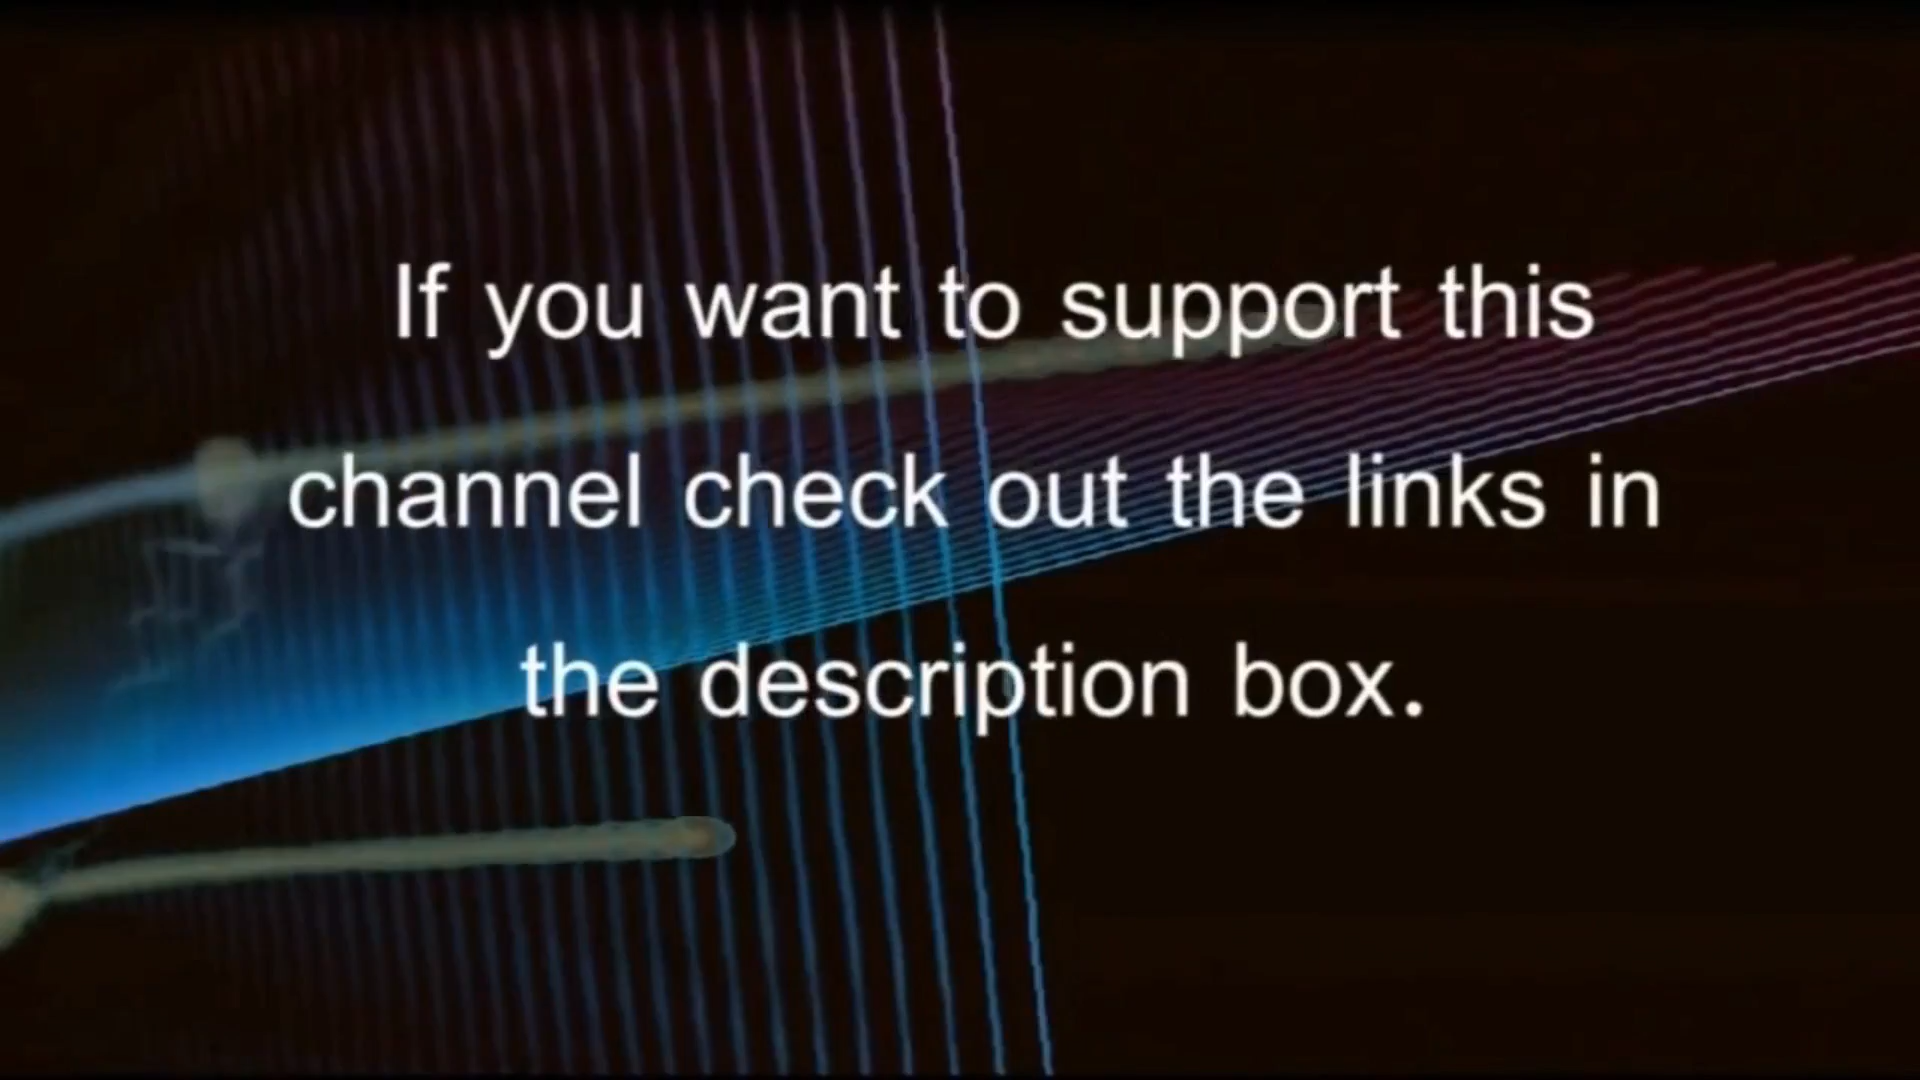 If you want to support this
channel check out the links in
the description box.